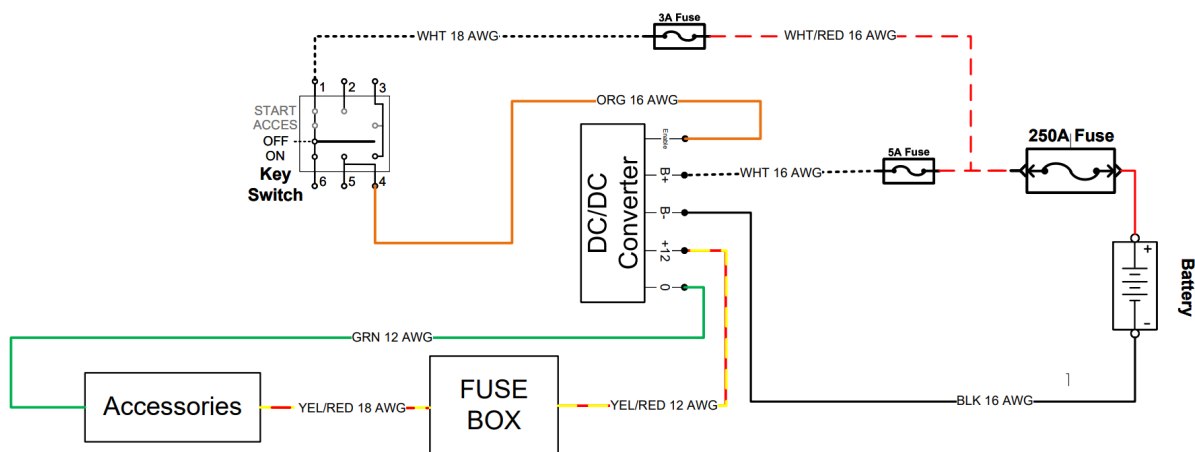 3A Fuse
WHT 18 AWG
WHT/RED 16 AWG
1 2 3
START
ACCES
OFF
ON
6 5 4
Key
Switch
ORG 16 AWG
DC/DC
Converter
Enable
B+
B-
+12
0
WHT 16 AWG
5A Fuse
250A Fuse
+
-
Battery
GRN 12 AWG
Accessories
YEL/RED 18 AWG
FUSE
BOX
YEL/RED 12 AWG
BLK 16 AWG